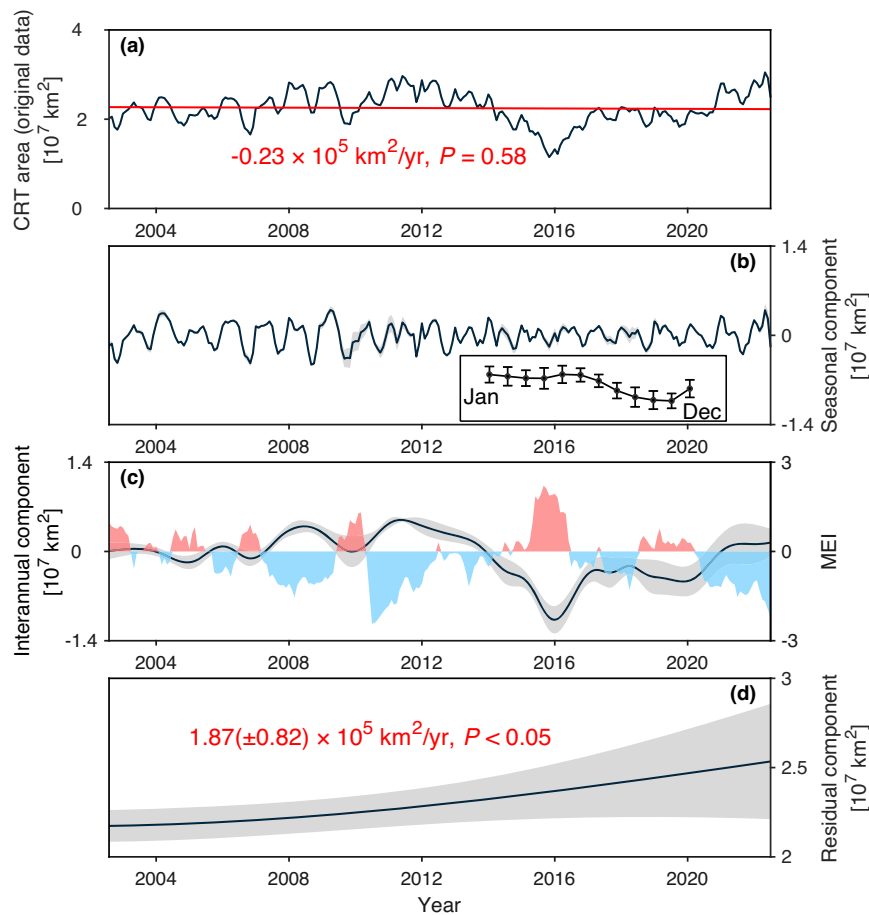 (a)
CRT area (original data)
[10⁷ km²]
4
2
0
-0.23 × 10⁵ km²/yr, P = 0.58
2004 2008 2012 2016 2020
(b)
Seasonal component
[10⁷ km²]
1.4
0
-1.4
Jan
Dec
2004 2008 2012 2016 2020
(c)
Interannual component
[10⁷ km²]
1.4
0
-1.4
3
0
-3
MEI
2004 2008 2012 2016 2020
(d)
1.87(±0.82) × 10⁵ km²/yr, P < 0.05
3
2.5
2
Residual component
[10⁷ km²]
2004 2008 2012 2016 2020
Year